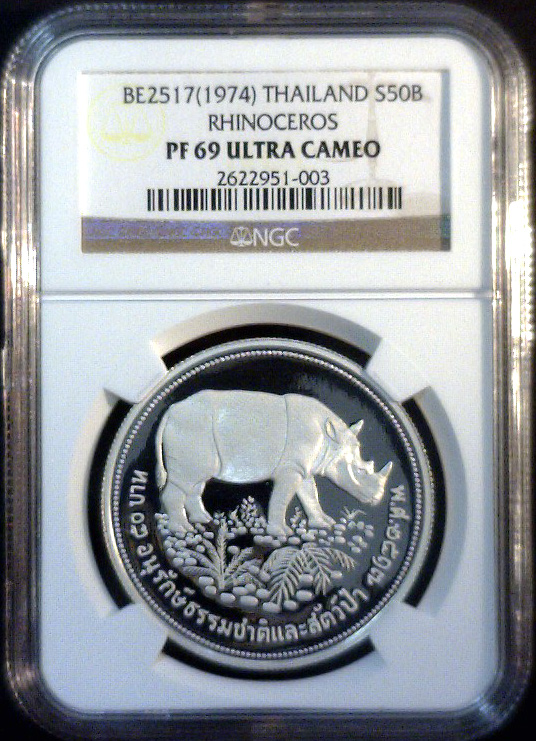 BE2517(1974) THAILAND S50B
RHINOCEROS
PF 69 ULTRA CAMEO
2622951-003
NGC
๕๐ บาท
อนุรักษ์ธรรมชาติและสัตว์ป่า
พ.ศ.๒๕๑๗